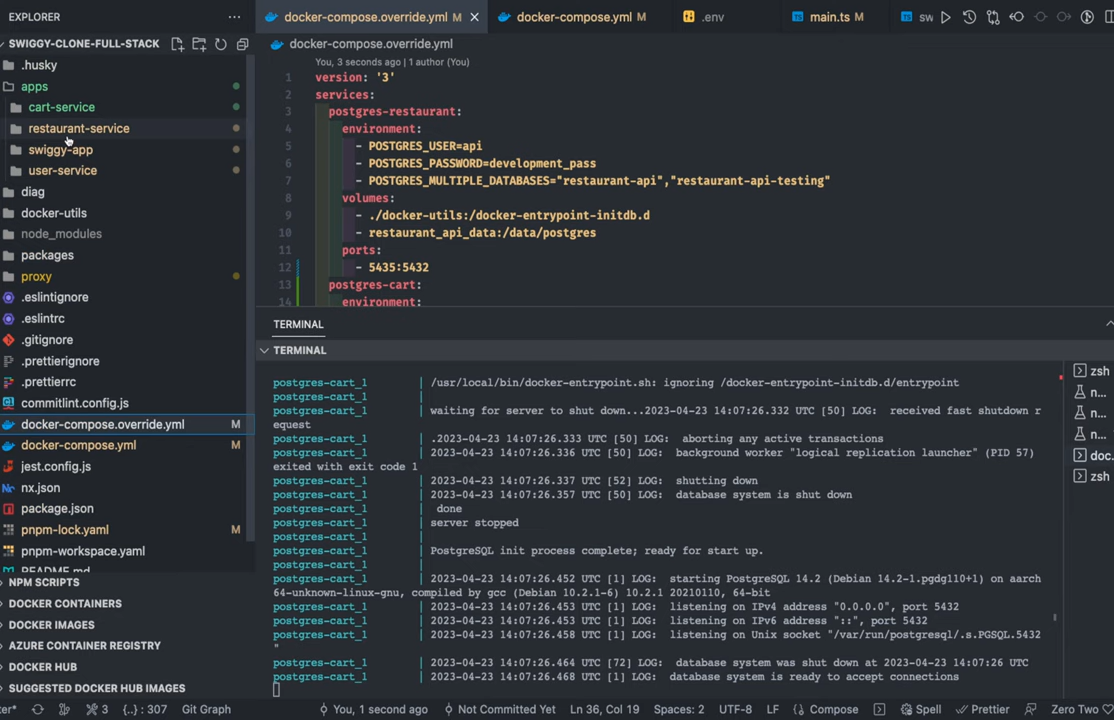 EXPLORER
SWIGGY-CLONE-FULL-STACK
.husky
apps
cart-service
restaurant-service
swiggy-app
user-service
diag
docker-utils
node_modules
packages
proxy
.eslintignore
.eslintrc
.gitignore
.prettierignore
.prettierrc
commitlint.config.js
docker-compose.override.yml M
docker-compose.yml M
jest.config.js
nx.json
package.json
pnpm-lock.yaml M
pnpm-workspace.yaml
README.md
NPM SCRIPTS
DOCKER CONTAINERS
DOCKER IMAGES
AZURE CONTAINER REGISTRY
DOCKER HUB
SUGGESTED DOCKER HUB IMAGES
docker-compose.override.yml M docker-compose.yml M .env main.ts M sw
docker-compose.override.yml
You, 3 seconds ago | 1 author (You)
1 version: '3'
2 services:
3 postgres-restaurant:
4 environment:
5 - POSTGRES_USER=api
6 - POSTGRES_PASSWORD=development_pass
7 - POSTGRES_MULTIPLE_DATABASES="restaurant-api","restaurant-api-testing"
8 volumes:
9 - ./docker-utils:/docker-entrypoint-initdb.d
10 - restaurant_api_data:/data/postgres
11 ports:
12 - 5435:5432
13 postgres-cart:
14 environment:
TERMINAL
TERMINAL
postgres-cart_1 | /usr/local/bin/docker-entrypoint.sh: ignoring /docker-entrypoint-initdb.d/entrypoint
postgres-cart_1 |
postgres-cart_1 | waiting for server to shut down...2023-04-23 14:07:26.332 UTC [50] LOG: received fast shutdown r
equest
postgres-cart_1 | .2023-04-23 14:07:26.333 UTC [50] LOG: aborting any active transactions
postgres-cart_1 | 2023-04-23 14:07:26.336 UTC [50] LOG: background worker "logical replication launcher" (PID 57)
exited with exit code 1
postgres-cart_1 | 2023-04-23 14:07:26.337 UTC [52] LOG: shutting down
postgres-cart_1 | 2023-04-23 14:07:26.357 UTC [50] LOG: database system is shut down
postgres-cart_1 | done
postgres-cart_1 | server stopped
postgres-cart_1 |
postgres-cart_1 | PostgreSQL init process complete; ready for start up.
postgres-cart_1 |
postgres-cart_1 | 2023-04-23 14:07:26.452 UTC [1] LOG: starting PostgreSQL 14.2 (Debian 14.2-1.pgdg110+1) on aarch
64-unknown-linux-gnu, compiled by gcc (Debian 10.2.1-6) 10.2.1 20210110, 64-bit
postgres-cart_1 | 2023-04-23 14:07:26.453 UTC [1] LOG: listening on IPv4 address "0.0.0.0", port 5432
postgres-cart_1 | 2023-04-23 14:07:26.453 UTC [1] LOG: listening on IPv6 address "::", port 5432
postgres-cart_1 | 2023-04-23 14:07:26.458 UTC [1] LOG: listening on Unix socket "/var/run/postgresql/.s.PGSQL.5432
"
postgres-cart_1 | 2023-04-23 14:07:26.464 UTC [72] LOG: database system was shut down at 2023-04-23 14:07:26 UTC
postgres-cart_1 | 2023-04-23 14:07:26.468 UTC [1] LOG: database system is ready to accept connections
zsh
n...
n...
n...
doc...
zsh
ter* 3 {..} : 307 Git Graph You, 1 second ago Not Committed Yet Ln 36, Col 19 Spaces: 2 UTF-8 LF Compose Spell Prettier Zero Two